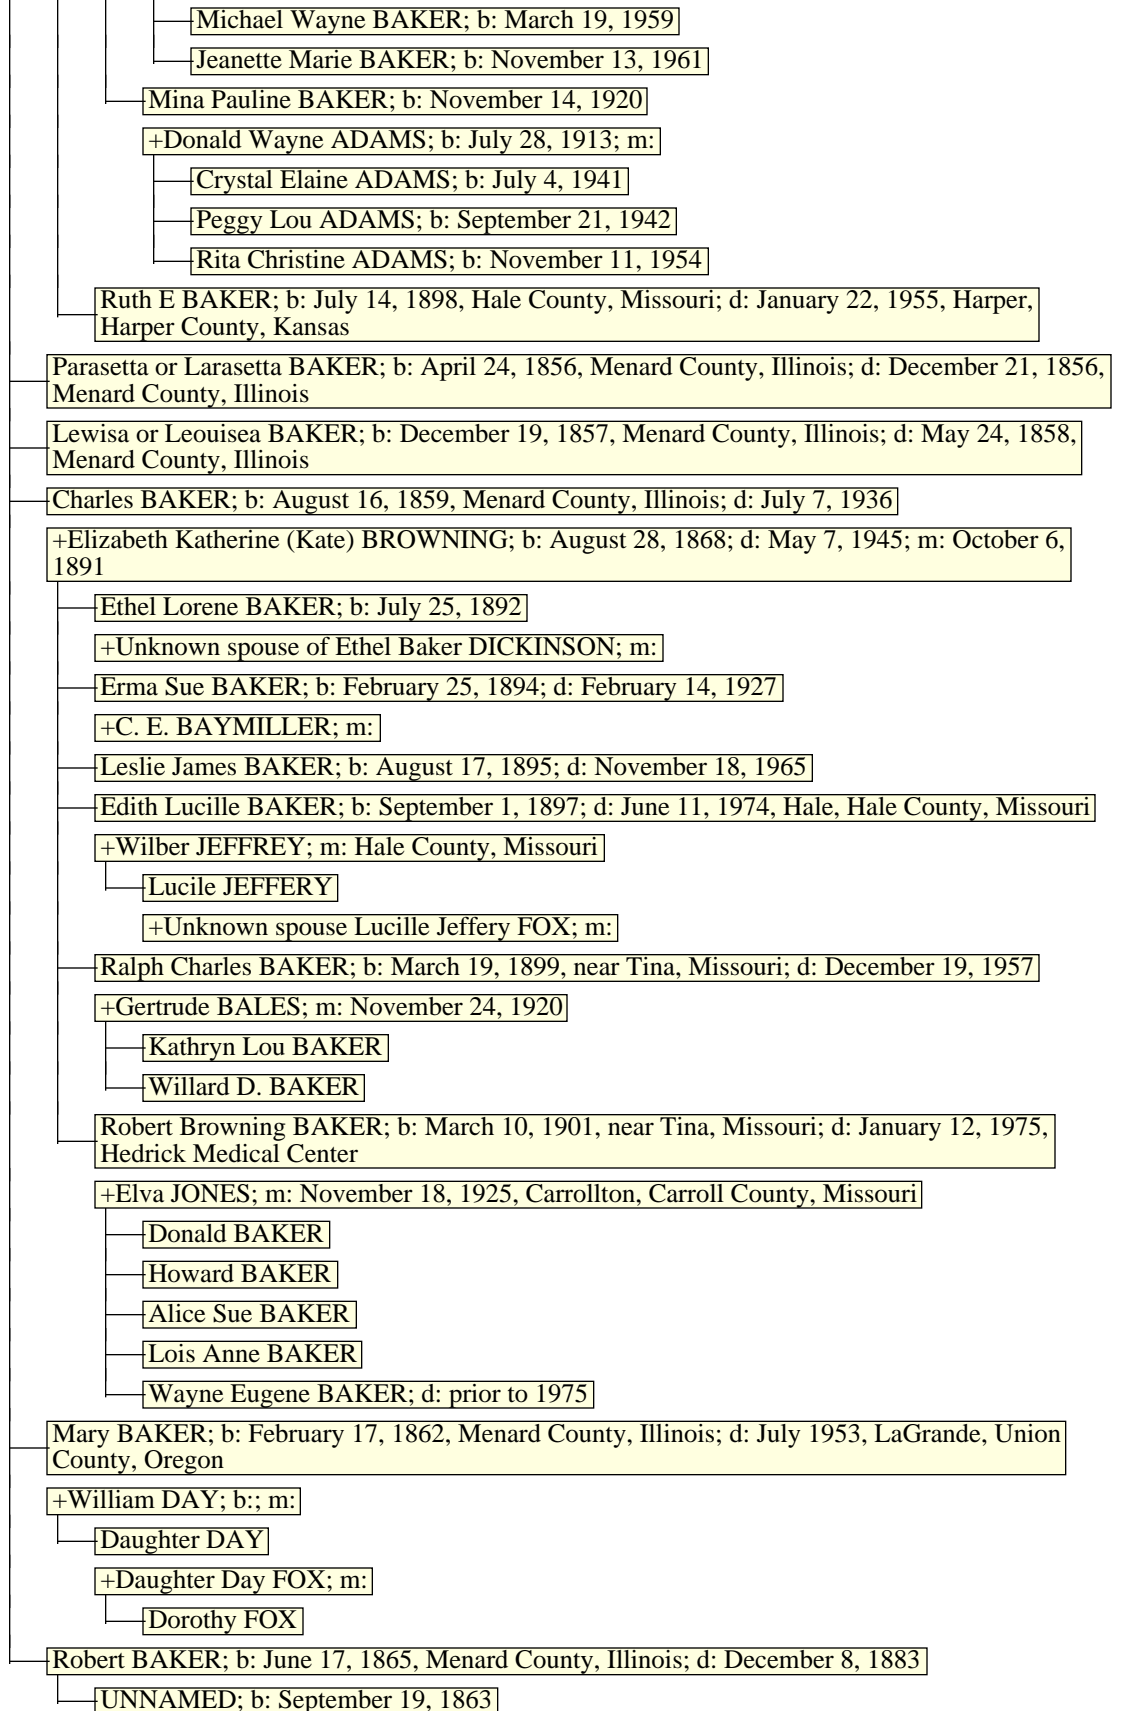 Michael Wayne BAKER; b: March 19, 1959
Jeanette Marie BAKER; b: November 13, 1961
Mina Pauline BAKER; b: November 14, 1920
+Donald Wayne ADAMS; b: July 28, 1913; m:
Crystal Elaine ADAMS; b: July 4, 1941
Peggy Lou ADAMS; b: September 21, 1942
Rita Christine ADAMS; b: November 11, 1954
Ruth E BAKER; b: July 14, 1898, Hale County, Missouri; d: January 22, 1955, Harper,
Harper County, Kansas
Parasetta or Larasetta BAKER; b: April 24, 1856, Menard County, Illinois; d: December 21, 1856,
Menard County, Illinois
Lewisa or Leouisea BAKER; b: December 19, 1857, Menard County, Illinois; d: May 24, 1858,
Menard County, Illinois
Charles BAKER; b: August 16, 1859, Menard County, Illinois; d: July 7, 1936
+Elizabeth Katherine (Kate) BROWNING; b: August 28, 1868; d: May 7, 1945; m: October 6,
1891
Ethel Lorene BAKER; b: July 25, 1892
+Unknown spouse of Ethel Baker DICKINSON; m:
Erma Sue BAKER; b: February 25, 1894; d: February 14, 1927
+C. E. BAYMILLER; m:
Leslie James BAKER; b: August 17, 1895; d: November 18, 1965
Edith Lucille BAKER; b: September 1, 1897; d: June 11, 1974, Hale, Hale County, Missouri
+Wilber JEFFREY; m: Hale County, Missouri
Lucile JEFFERY
+Unknown spouse Lucille Jeffery FOX; m:
Ralph Charles BAKER; b: March 19, 1899, near Tina, Missouri; d: December 19, 1957
+Gertrude BALES; m: November 24, 1920
Kathryn Lou BAKER
Willard D. BAKER
Robert Browning BAKER; b: March 10, 1901, near Tina, Missouri; d: January 12, 1975,
Hedrick Medical Center
+Elva JONES; m: November 18, 1925, Carrollton, Carroll County, Missouri
Donald BAKER
Howard BAKER
Alice Sue BAKER
Lois Anne BAKER
Wayne Eugene BAKER; d: prior to 1975
Mary BAKER; b: February 17, 1862, Menard County, Illinois; d: July 1953, LaGrande, Union
County, Oregon
+William DAY; b:; m:
Daughter DAY
+Daughter Day FOX; m:
Dorothy FOX
Robert BAKER; b: June 17, 1865, Menard County, Illinois; d: December 8, 1883
UNNAMED; b: September 19, 1863